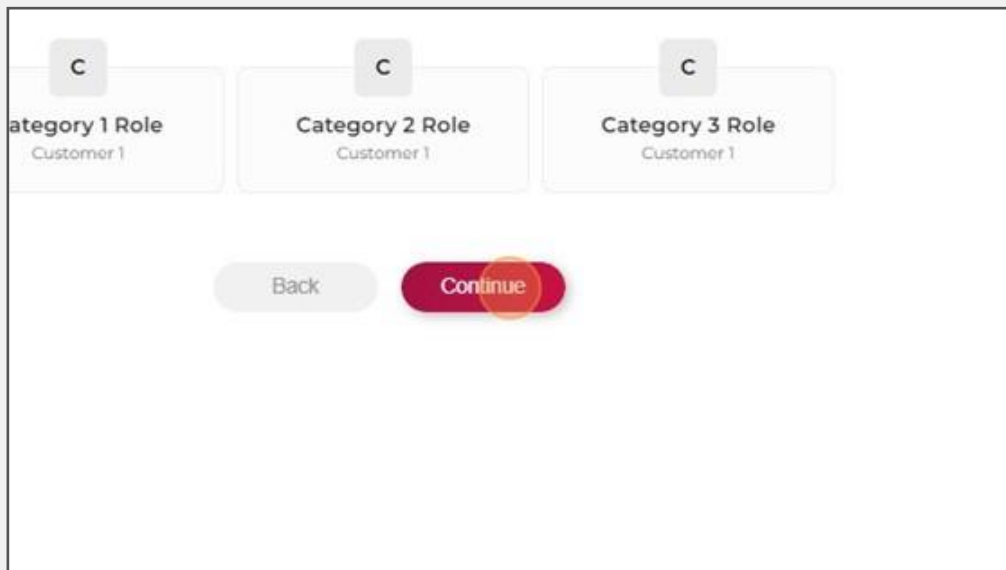 C C C
ategory 1 Role Category 2 Role Category 3 Role
Customer 1 Customer 1 Customer 1
Back Continue